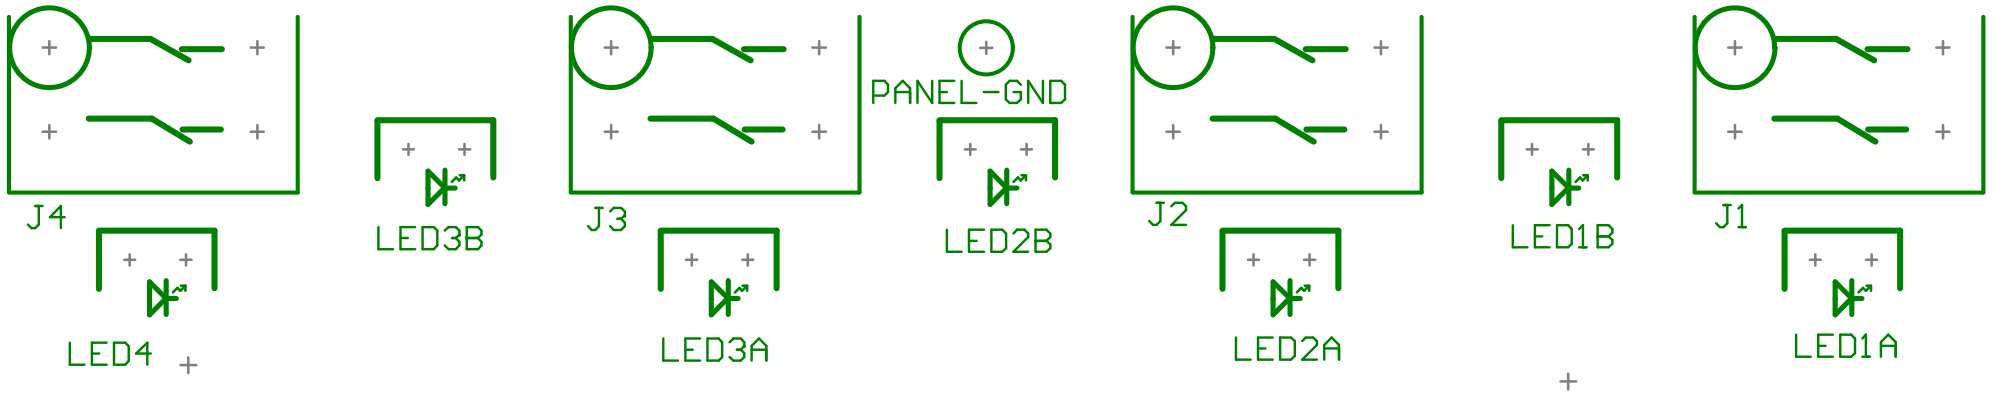 PANEL-GND
J4
LED3B
J3
LED2B
J2
LED1B
J1
LED4
LED3A
LED2A
LED1A